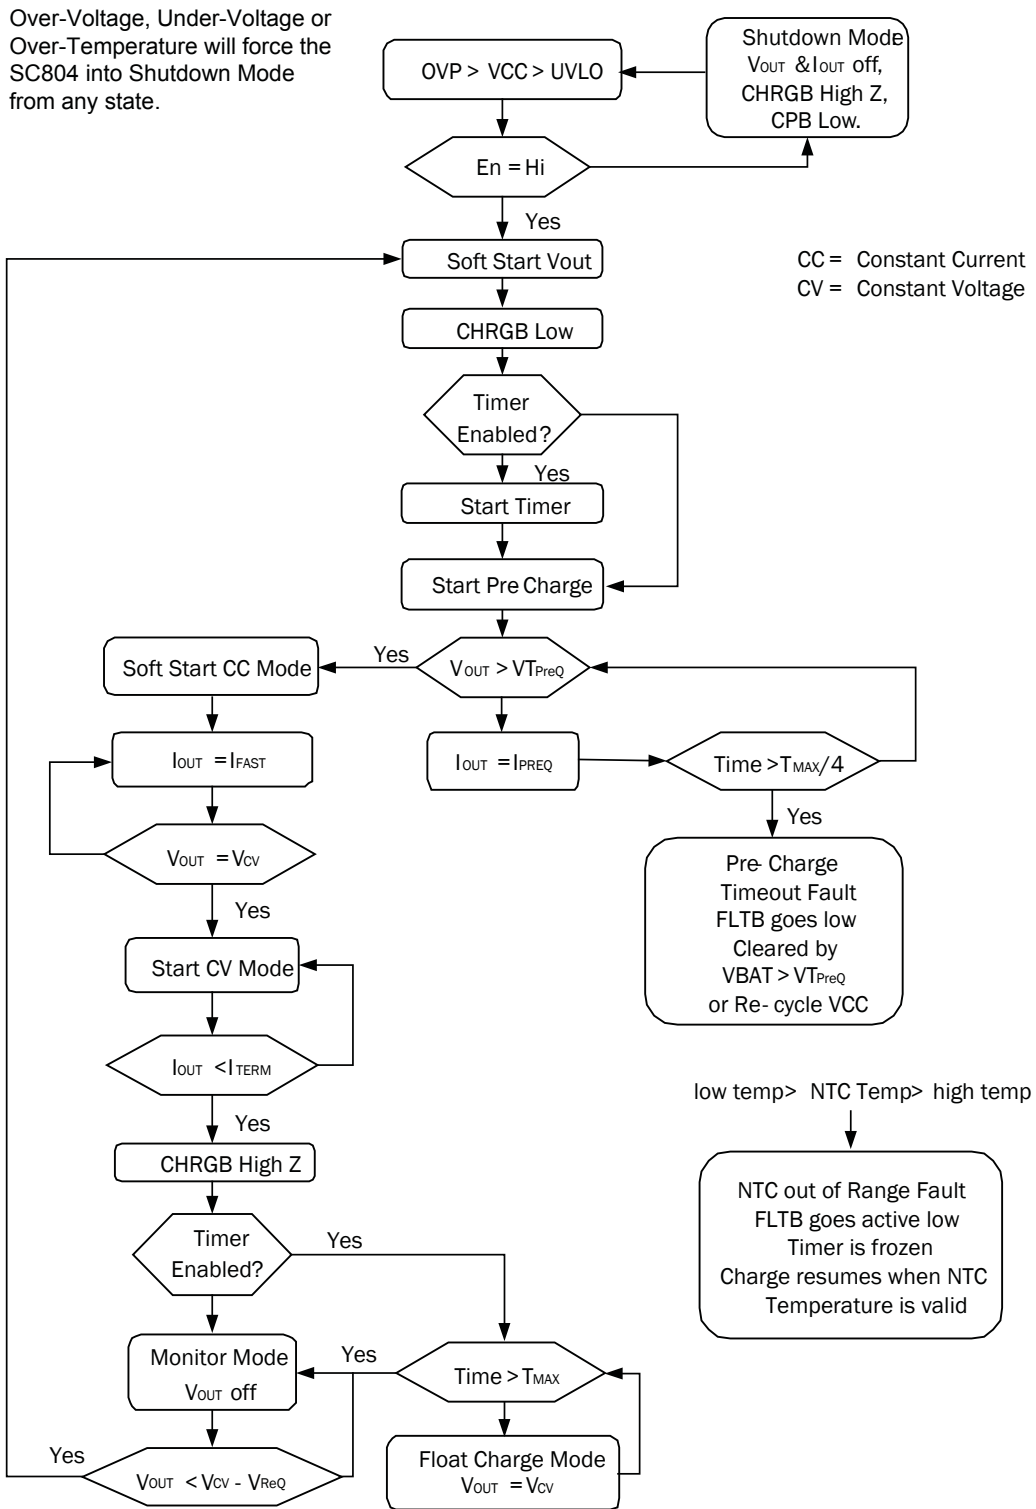 Over-Voltage, Under-Voltage or
Over-Temperature will force the
SC804 into Shutdown Mode
from any state.
OVP > VCC > UVLO
Shutdown Mode.
VOUT & IOUT off,
CHRGB High Z,
CPB Low.
En = Hi
Yes
Soft Start Vout
CC = Constant Current
CV = Constant Voltage
CHRGB Low
Timer
Enabled?
Yes
Start Timer
Start Pre Charge
Soft Start CC Mode
Yes
VOUT > VTPreQ
IOUT = IFAST
IOUT = IPREQ
Time > TMAX/4
Yes
VOUT = VCV
Yes
Pre- Charge
Timeout Fault
FLTB goes low.
Cleared by
VBAT > VTPreQ
or Re- cycle VCC
Start CV Mode
IOUT < ITERM
Yes
low temp> NTC Temp> high temp
CHRGB High Z
NTC out of Range Fault
FLTB goes active low
Timer is frozen
Charge resumes when NTC
Temperature is valid
Timer
Enabled?
Yes
Monitor Mode
VOUT off
Yes
Time > TMAX
Yes
VOUT < VCV - VReQ
Float Charge Mode
VOUT = VCV